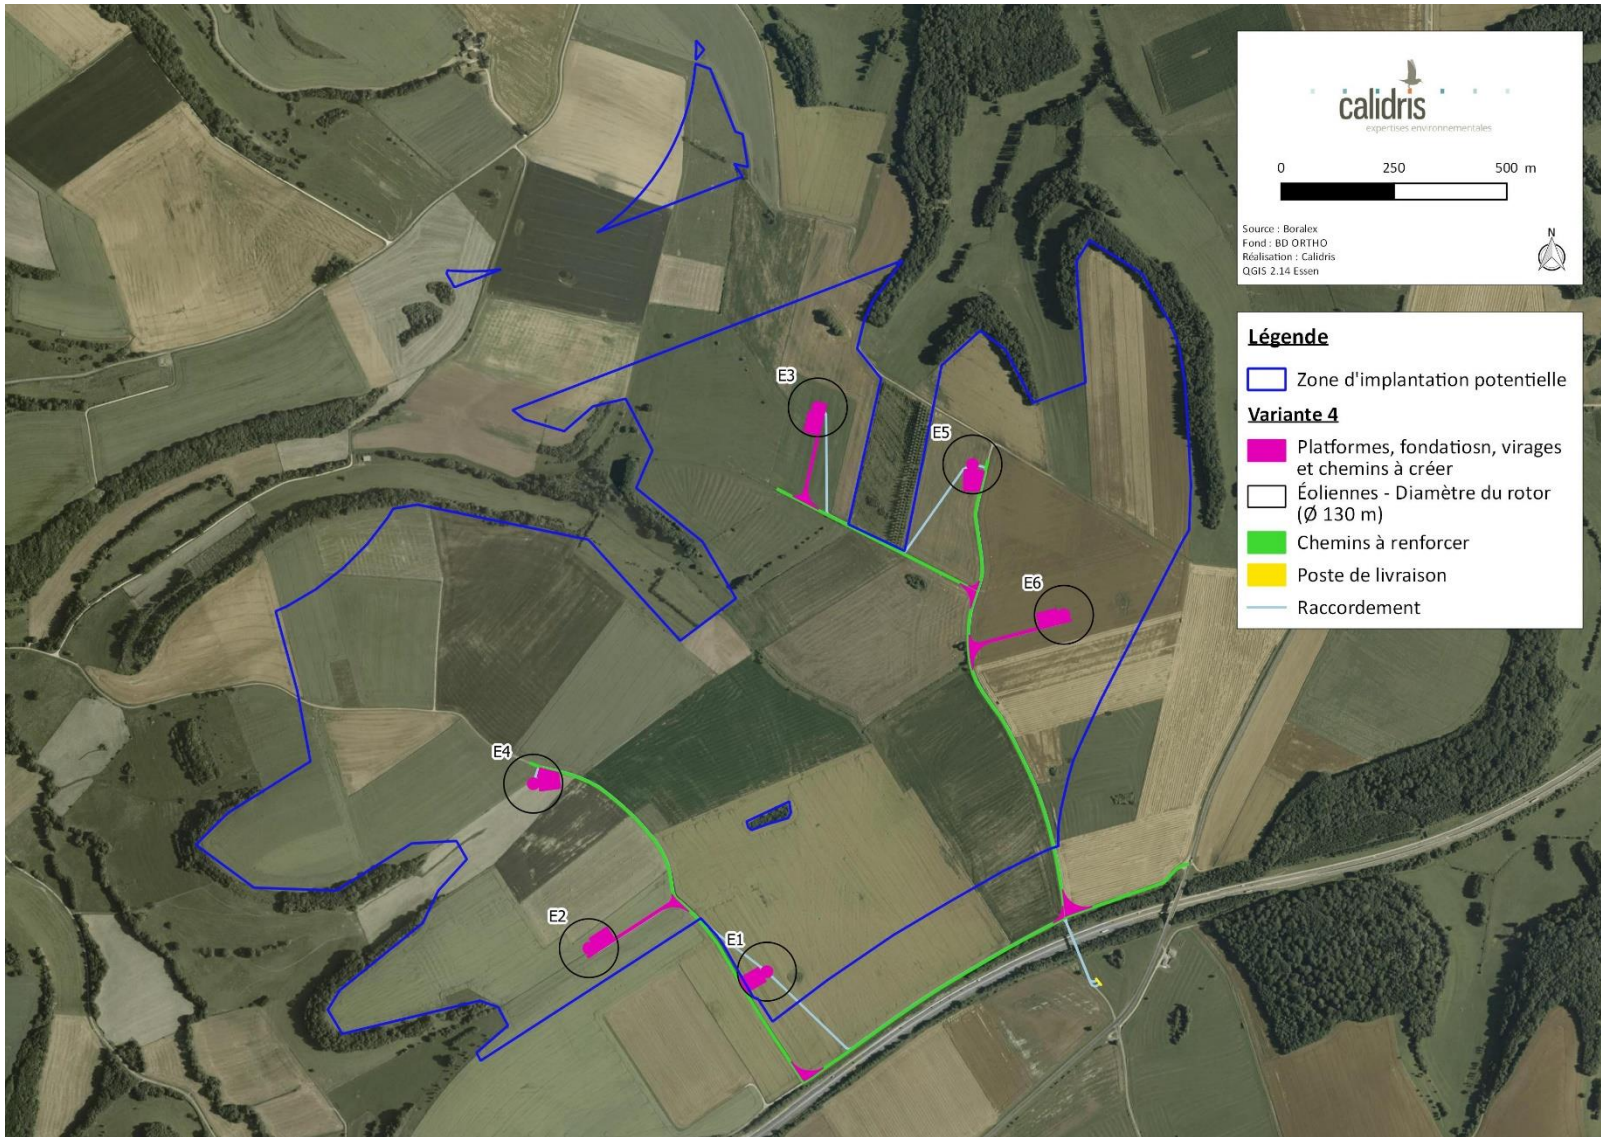 calidris
expertises environnementales
0 250 500 m
Source : Boralex
Fond : BD ORTHO
Réalisation : Calidris
QGIS 2.14 Essen
N
Légende
Zone d'implantation potentielle
Variante 4
Platformes, fondatiosn, virages
et chemins à créer
Éoliennes - Diamètre du rotor
(Ø 130 m)
Chemins à renforcer
Poste de livraison
Raccordement
E3
E5
E6
E4
E2
E1